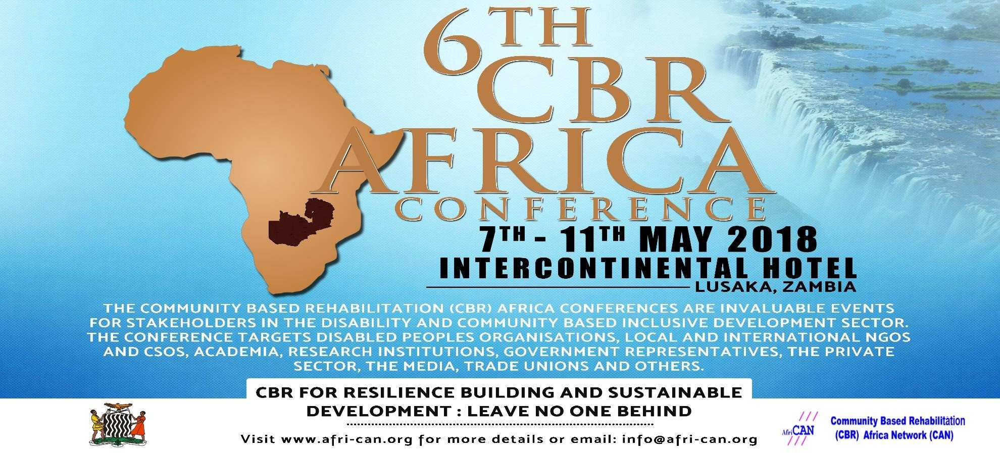 6TH
CBR
AFRICA
CONFERENCE
7TH - 11TH MAY 2018
INTERCONTINENTAL HOTEL
LUSAKA, ZAMBIA
THE COMMUNITY BASED REHABILITATION (CBR) AFRICA CONFERENCES ARE INVALUABLE EVENTS
FOR STAKEHOLDERS IN THE DISABILITY AND COMMUNITY BASED INCLUSIVE DEVELOPMENT SECTOR.
THE CONFERENCE TARGETS DISABLED PEOPLES ORGANISATIONS, LOCAL AND INTERNATIONAL NGOS
AND CSOS, ACADEMIA, RESEARCH INSTITUTIONS, GOVERNMENT REPRESENTATIVES, THE PRIVATE
SECTOR, THE MEDIA, TRADE UNIONS AND OTHERS.
CBR FOR RESILIENCE BUILDING AND SUSTAINABLE
DEVELOPMENT : LEAVE NO ONE BEHIND
Visit www.afri-can.org for more details or email: info@afri-can.org
AfriCAN
Community Based Rehabilitation
(CBR) Africa Network (CAN)